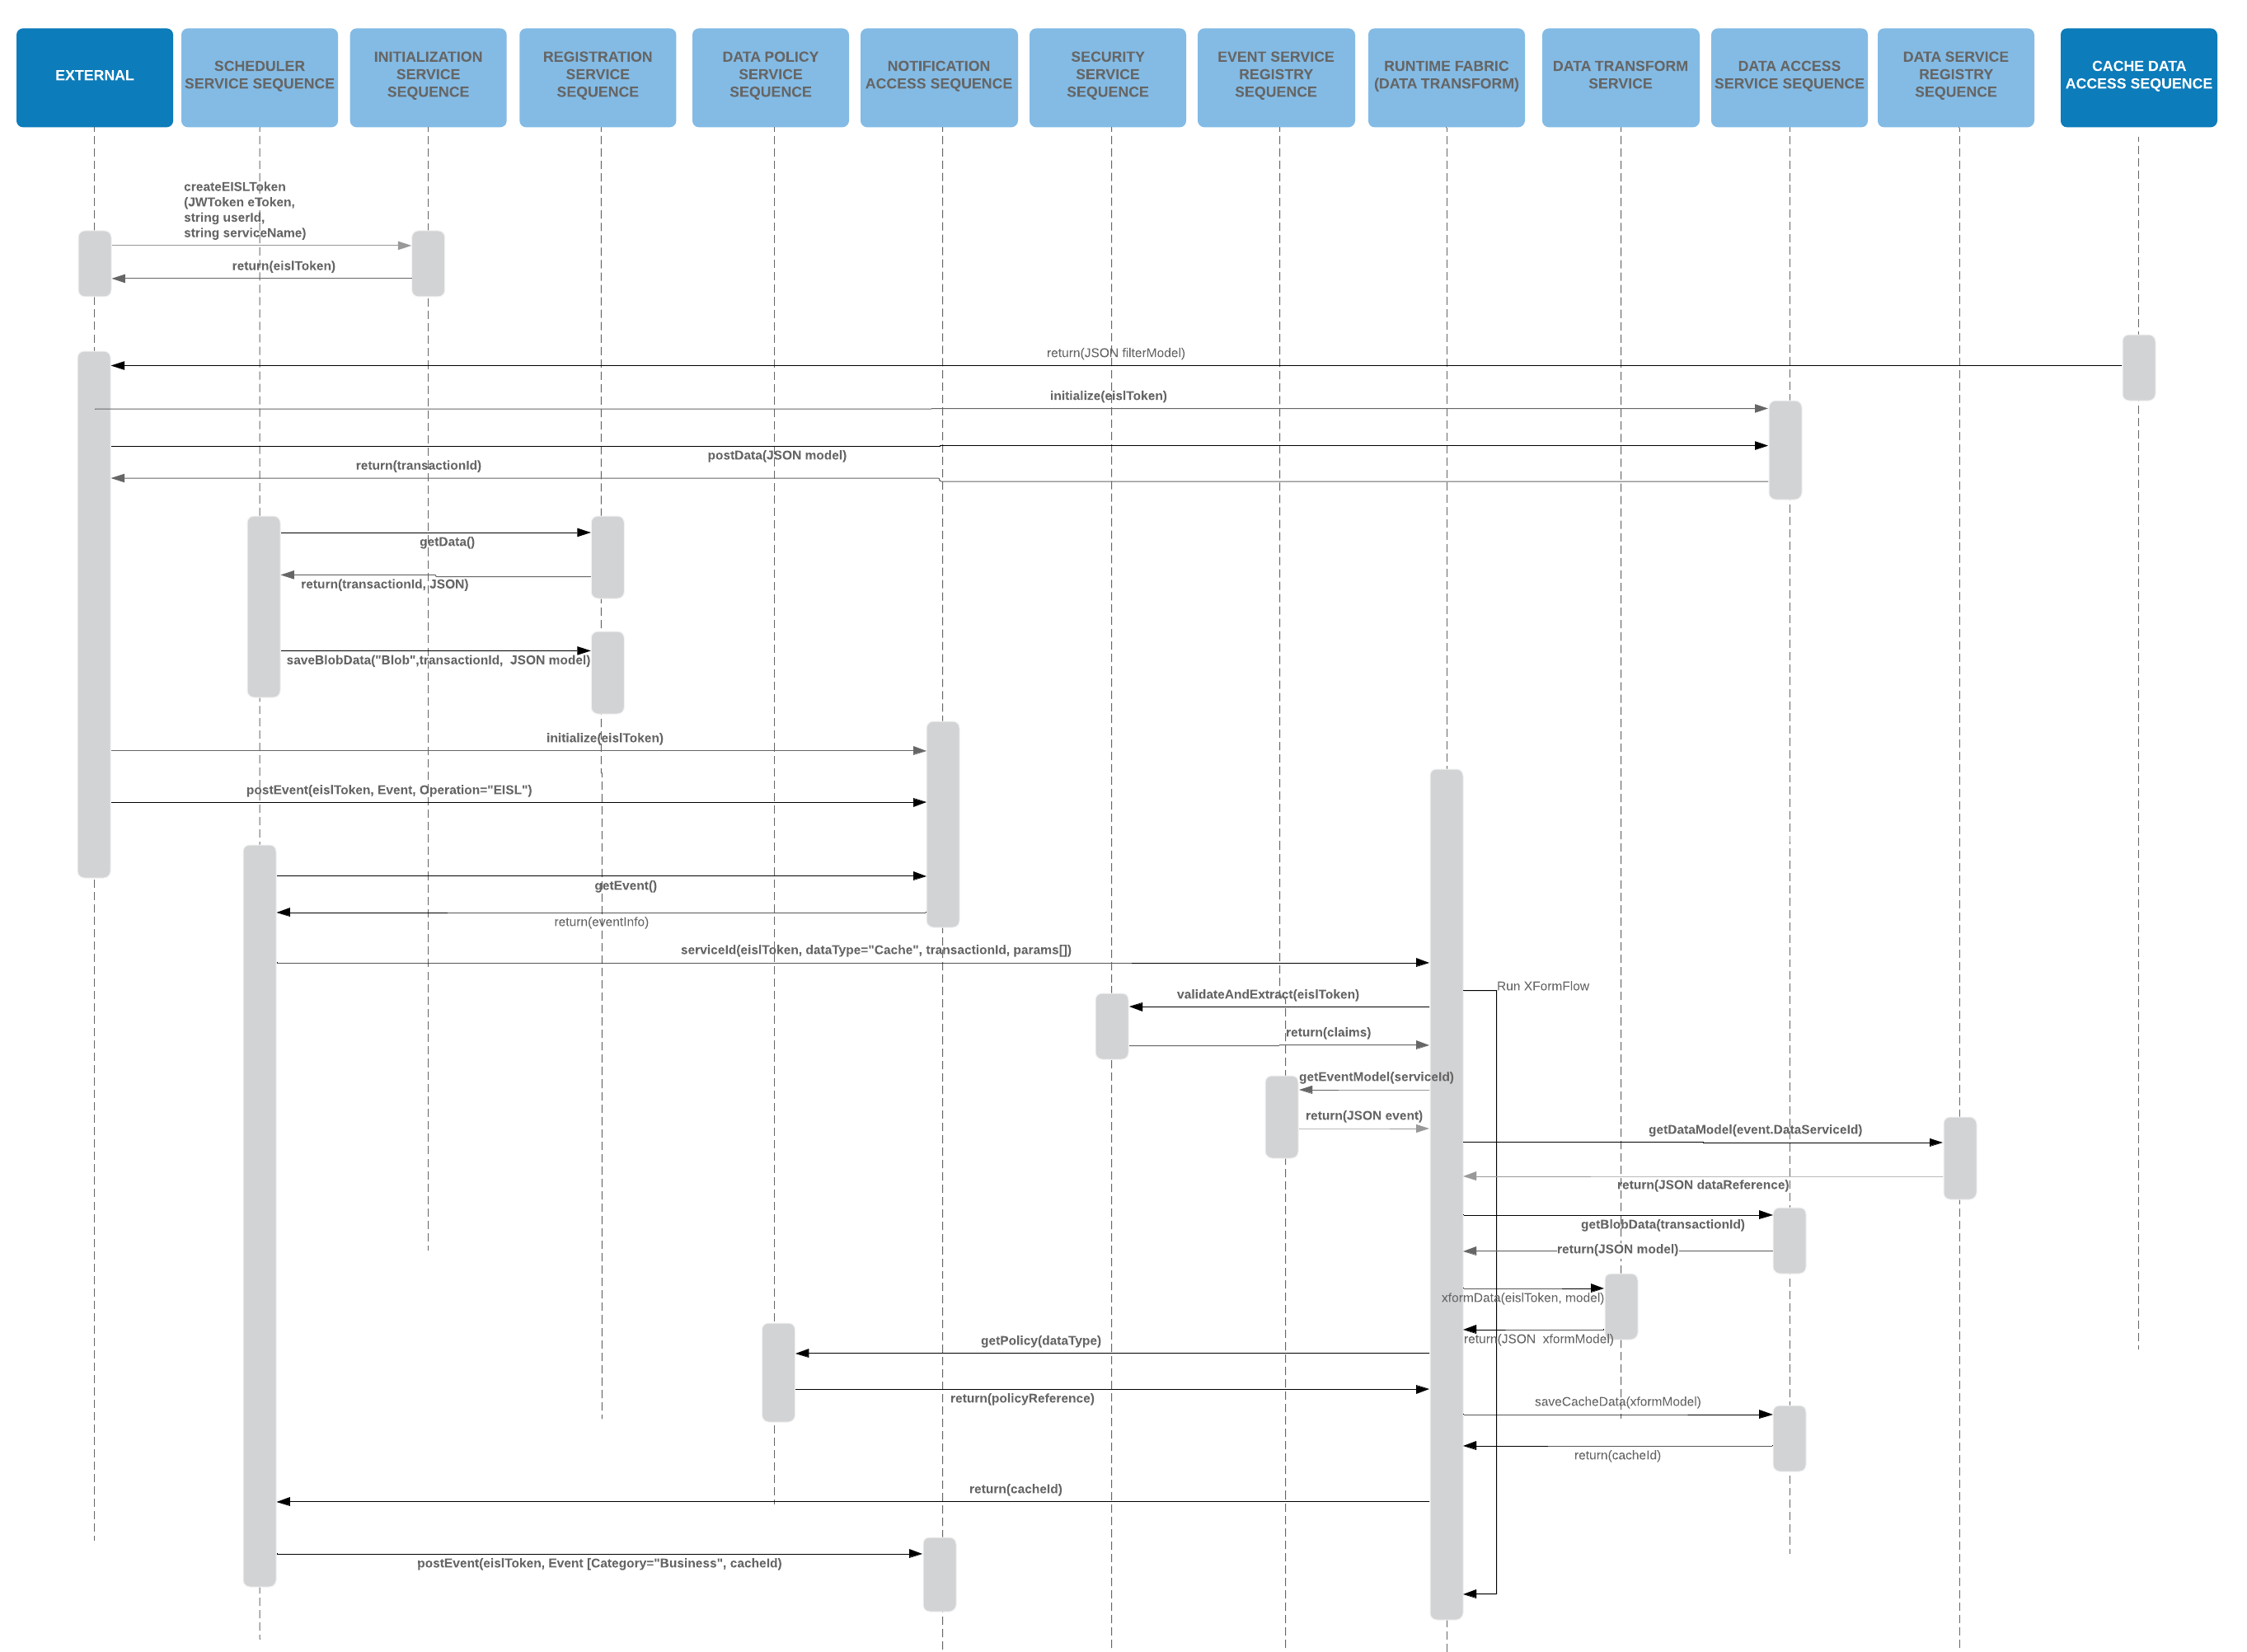 EXTERNAL
SCHEDULER
SERVICE SEQUENCE
INITIALIZATION
SERVICE
SEQUENCE
REGISTRATION
SERVICE
SEQUENCE
DATA POLICY
SERVICE
SEQUENCE
NOTIFICATION
ACCESS SEQUENCE
SECURITY
SERVICE
SEQUENCE
EVENT SERVICE
REGISTRY
SEQUENCE
RUNTIME FABRIC
(DATA TRANSFORM)
DATA TRANSFORM
SERVICE
DATA ACCESS
SERVICE SEQUENCE
DATA SERVICE
REGISTRY
SEQUENCE
CACHE DATA
ACCESS SEQUENCE
createEISLToken
(JWToken eToken,
string userId,
string serviceName)
return(eislToken)
return(JSON filterModel)
initialize(eislToken)
postData(JSON model)
return(transactionId)
getData()
return(transactionId, JSON)
saveBlobData("Blob",transactionId,  JSON model)
initialize(eislToken)
postEvent(eislToken, Event, Operation="EISL")
getEvent()
return(eventInfo)
serviceId(eislToken, dataType="Cache", transactionId, params[])
Run XFormFlow
validateAndExtract(eislToken)
return(claims)
getEventModel(serviceId)
return(JSON event)
getDataModel(event.DataServiceId)
return(JSON dataReference)
getBlobData(transactionId)
return(JSON model)
xformData(eislToken, model)
return(JSON  xformModel)
getPolicy(dataType)
return(policyReference)
saveCacheData(xformModel)
return(cacheId)
return(cacheId)
postEvent(eislToken, Event [Category="Business", cacheId)